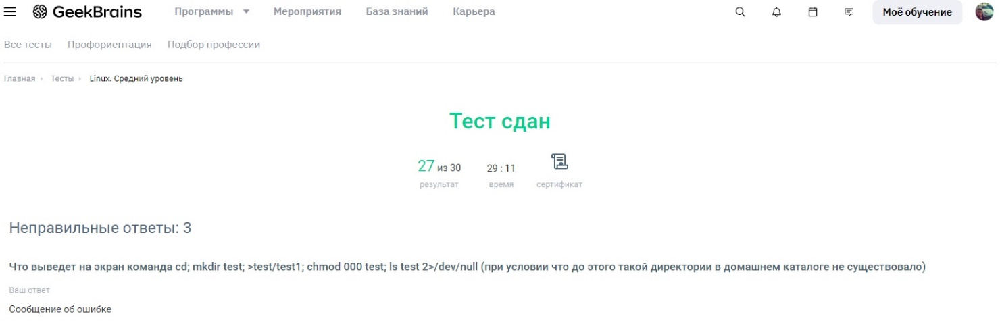 GeekBrains Программы Мероприятия База знаний Карьера Моё обучение
Все тесты Профориентация Подбор профессии
Главная Тесты Linux. Средний уровень
Тест сдан
27 из 30 29 : 11
результат время сертификат
Неправильные ответы: 3
Что выведет на экран команда cd; mkdir test; >test/test1; chmod 000 test; ls test 2>/dev/null (при условии что до этого такой директории в домашнем каталоге не существовало)
Ваш ответ
Сообщение об ошибке